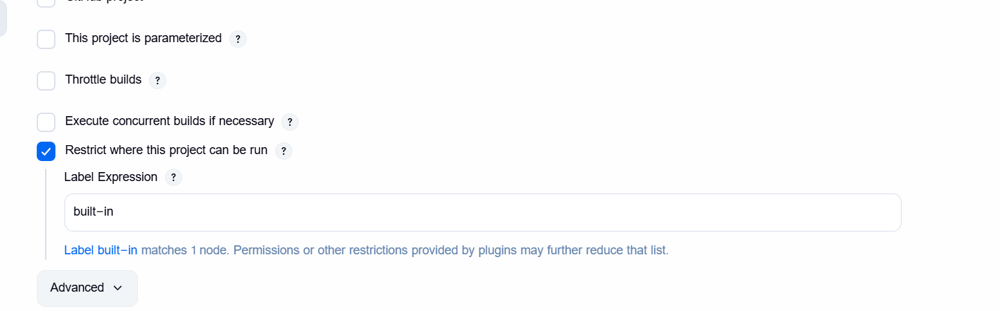 This project is parameterized ?
Throttle builds ?
Execute concurrent builds if necessary ?
Restrict where this project can be run ?
Label Expression ?
built-in
Label built-in matches 1 node. Permissions or other restrictions provided by plugins may further reduce that list.
Advanced